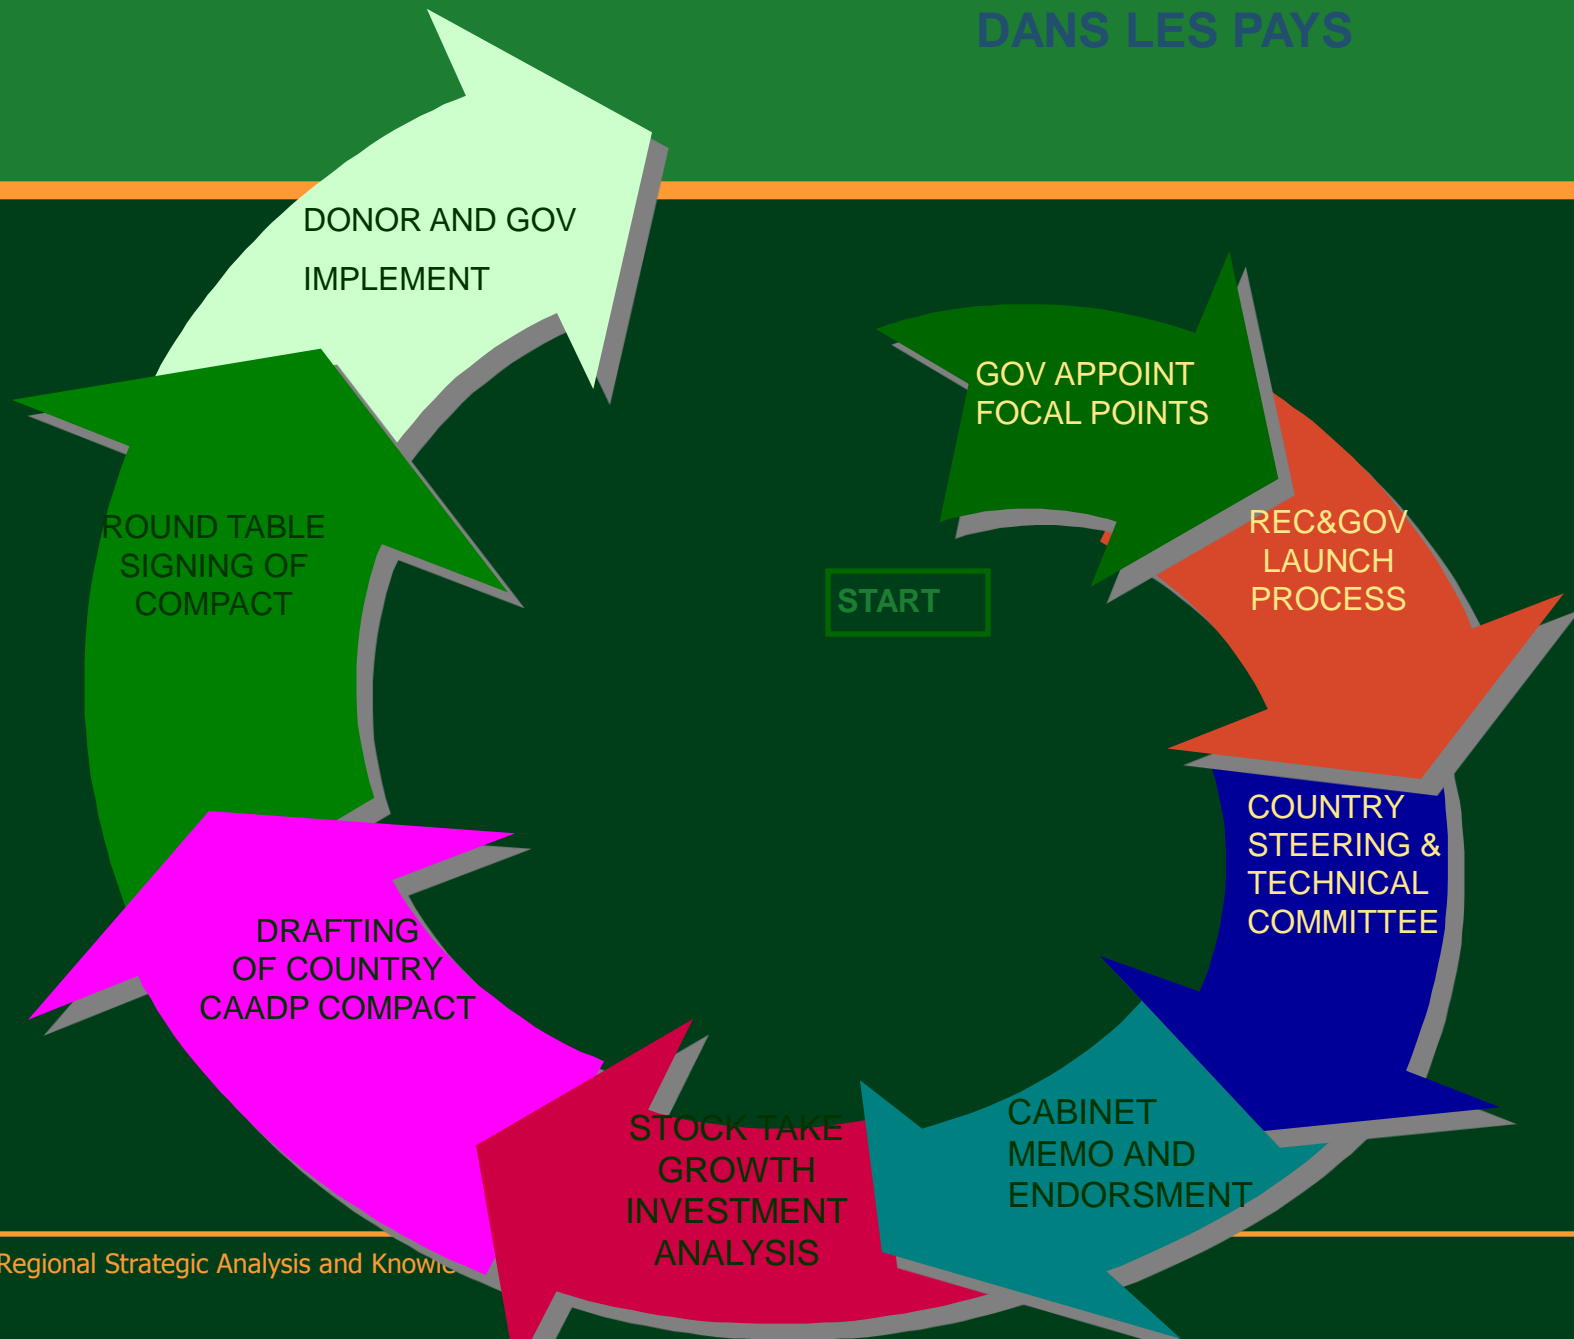 DANS LES PAYS
DONOR AND GOV
IMPLEMENT
GOV APPOINT
FOCAL POINTS
REC&GOV
LAUNCH
PROCESS
ROUND TABLE
SIGNING OF
COMPACT
START
COUNTRY
STEERING &
TECHNICAL
COMMITTEE
DRAFTING
OF COUNTRY
CAADP COMPACT
CABINET
MEMO AND
ENDORSMENT
STOCK TAKE
GROWTH
INVESTMENT
ANALYSIS
Regional Strategic Analysis and